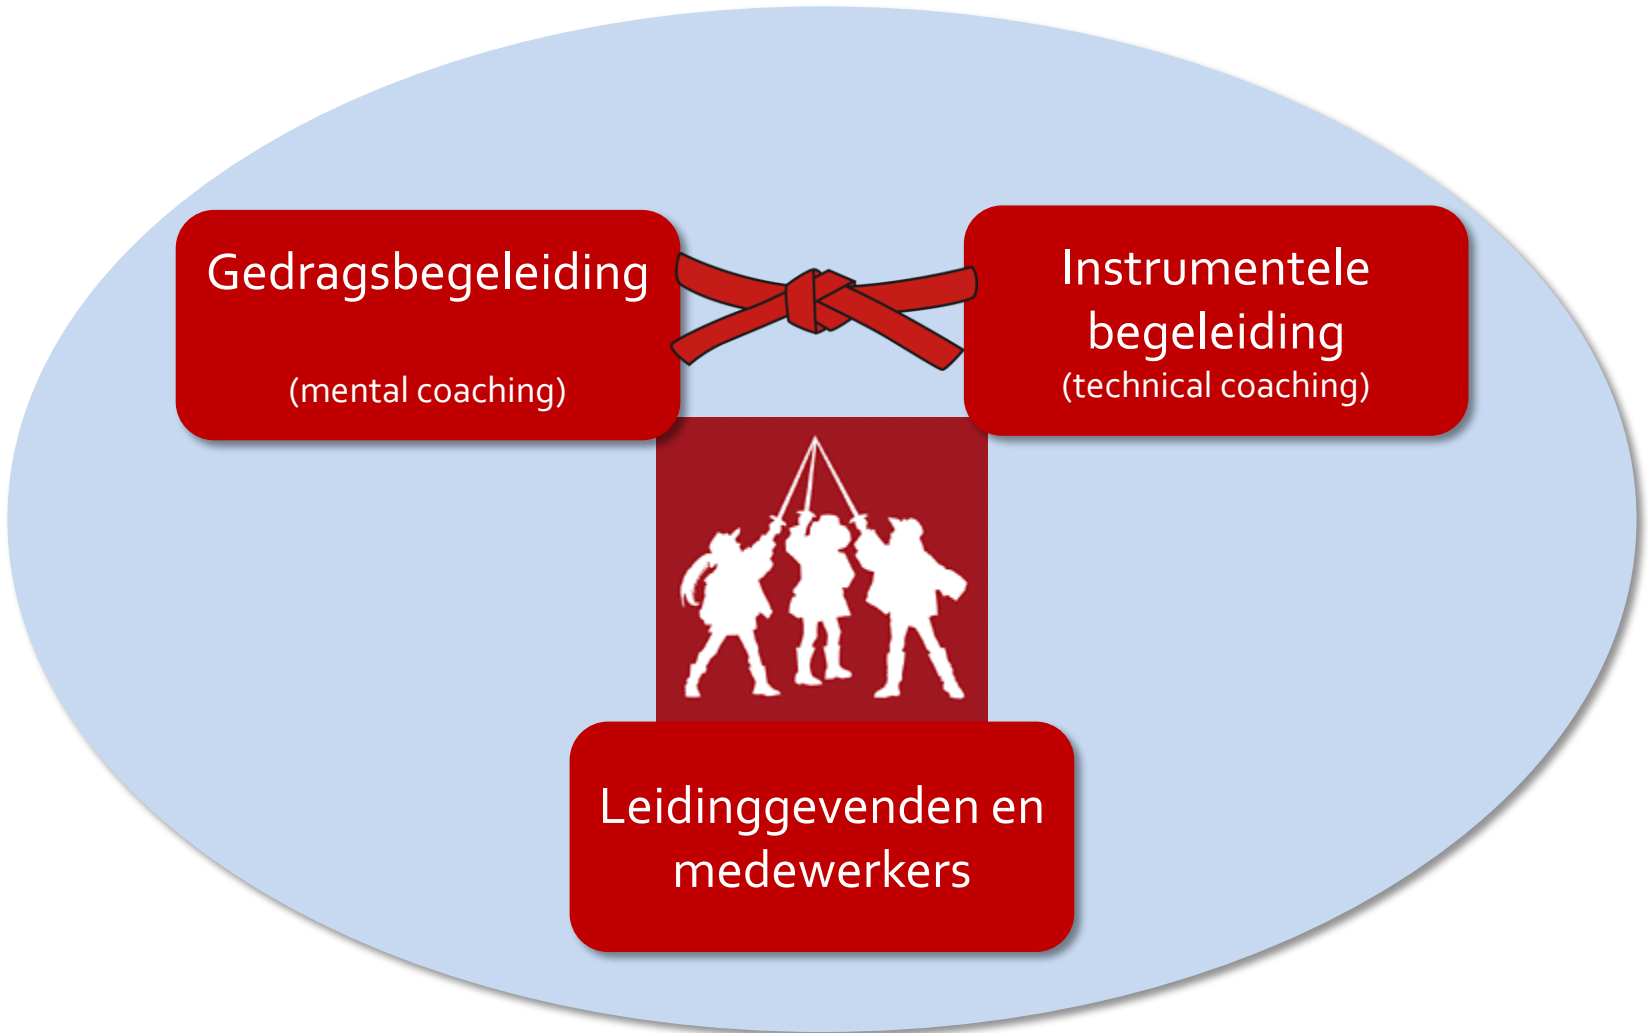 Gedragsbegeleiding
(mental coaching)
Instrumentele
begeleiding
(technical coaching)
Leidinggevenden en
medewerkers